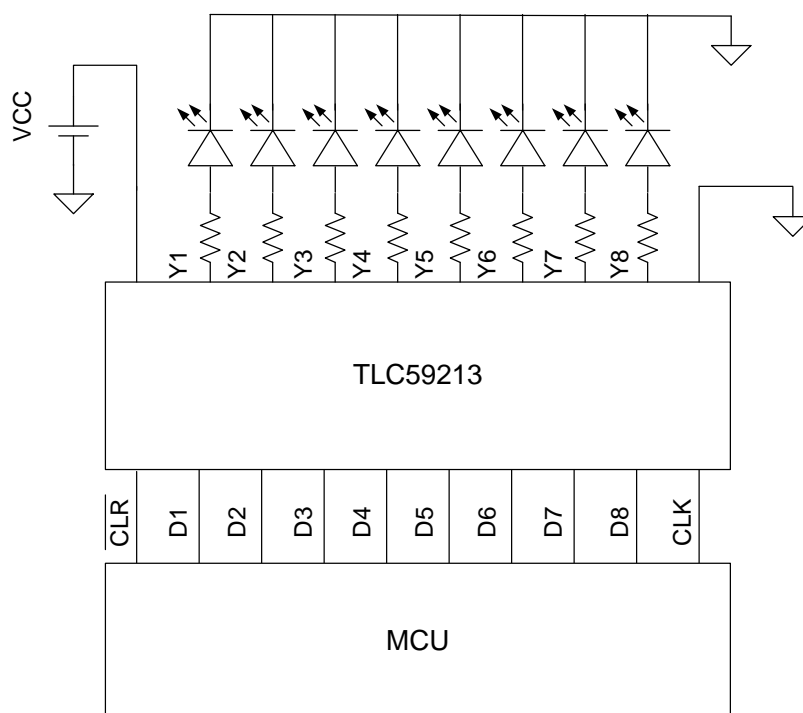 VCC
Y1 Y2 Y3 Y4 Y5 Y6 Y7 Y8
TLC59213
CLR D1 D2 D3 D4 D5 D6 D7 D8 CLK
MCU